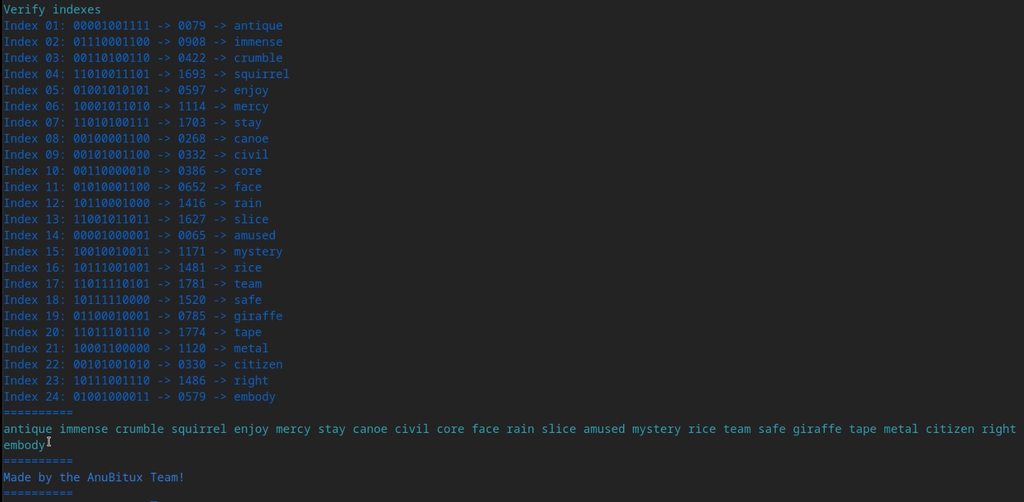 Verify indexes
Index 01: 00001001111 -> 0079 -> antique
Index 02: 01110001100 -> 0908 -> immense
Index 03: 00110100110 -> 0422 -> crumble
Index 04: 11010011101 -> 1693 -> squirrel
Index 05: 01001010101 -> 0597 -> enjoy
Index 06: 10001011010 -> 1114 -> mercy
Index 07: 11010100111 -> 1703 -> stay
Index 08: 00100001100 -> 0268 -> canoe
Index 09: 00101001100 -> 0332 -> civil
Index 10: 00110000010 -> 0386 -> core
Index 11: 01010001100 -> 0652 -> face
Index 12: 10110001000 -> 1416 -> rain
Index 13: 11001011011 -> 1627 -> slice
Index 14: 00001000001 -> 0065 -> amused
Index 15: 10010010011 -> 1171 -> mystery
Index 16: 10111001001 -> 1481 -> rice
Index 17: 11011110101 -> 1781 -> team
Index 18: 10111110000 -> 1520 -> safe
Index 19: 01100010001 -> 0785 -> giraffe
Index 20: 11011101110 -> 1774 -> tape
Index 21: 10001100000 -> 1120 -> metal
Index 22: 00101001010 -> 0330 -> citizen
Index 23: 10111001110 -> 1486 -> right
Index 24: 01001000011 -> 0579 -> embody
==========
antique immense crumble squirrel enjoy mercy stay canoe civil core face rain slice amused mystery rice team safe giraffe tape metal citizen right
embody
==========
Made by the AnuBitux Team!
==========